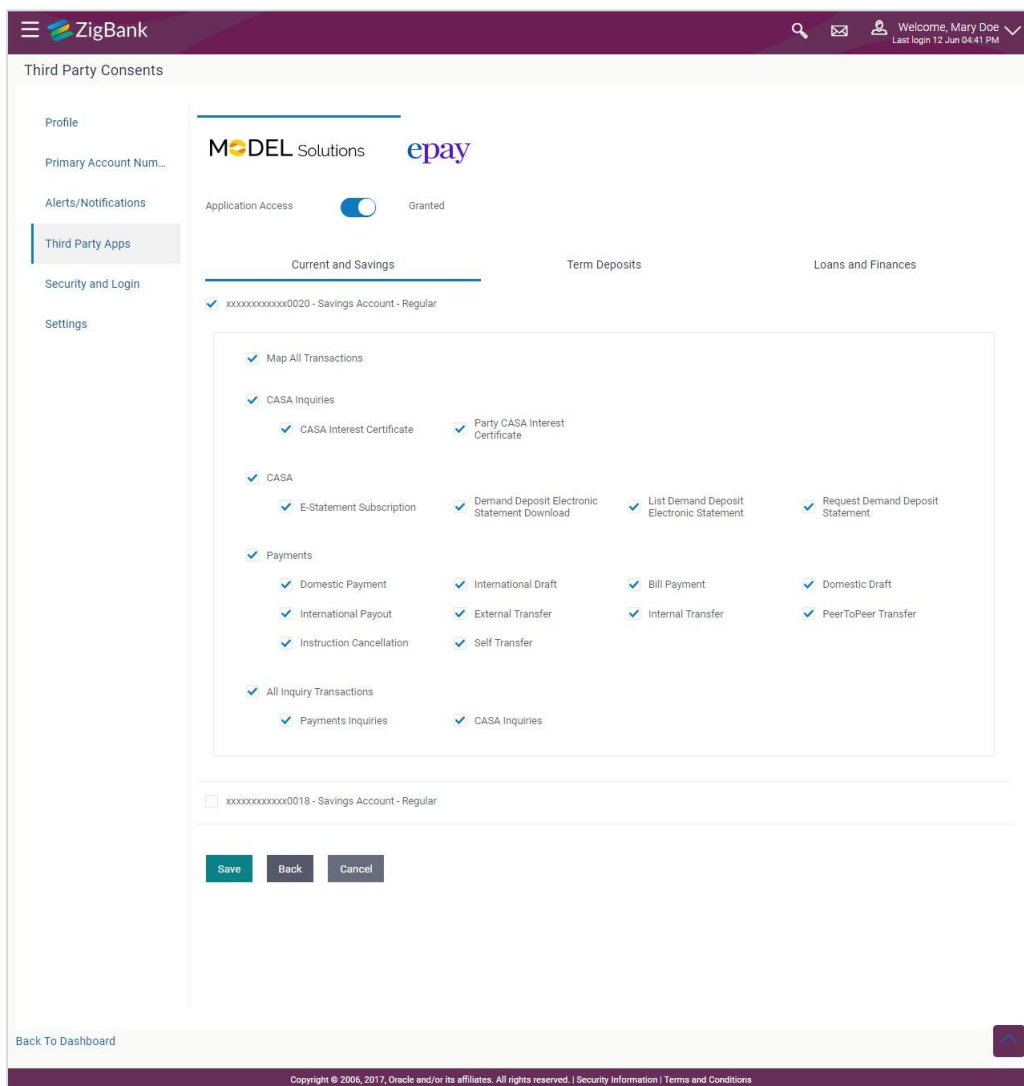 ZigBank
Welcome, Mary Doe
Last login 12 Jun 04:41 PM
Third Party Consents
Profile
Primary Account Num...
Alerts/Notifications
Third Party Apps
Security and Login
Settings
MODEL Solutions
epay
Application Access Granted
Current and Savings Term Deposits Loans and Finances
xxxxxxxxxxxx0020 - Savings Account - Regular
Map All Transactions
CASA Inquiries
CASA Interest Certificate
Party CASA Interest
Certificate
CASA
E-Statement Subscription
Demand Deposit Electronic
Statement Download
List Demand Deposit
Electronic Statement
Request Demand Deposit
Statement
Payments
Domestic Payment International Draft Bill Payment Domestic Draft
International Payout External Transfer Internal Transfer PeerToPeer Transfer
Instruction Cancellation Self Transfer
All Inquiry Transactions
Payments Inquiries CASA Inquiries
xxxxxxxxxxxx0018 - Savings Account - Regular
Save Back Cancel
Back To Dashboard
Copyright © 2006, 2017, Oracle and/or its affiliates. All rights reserved. | Security Information | Terms and Conditions